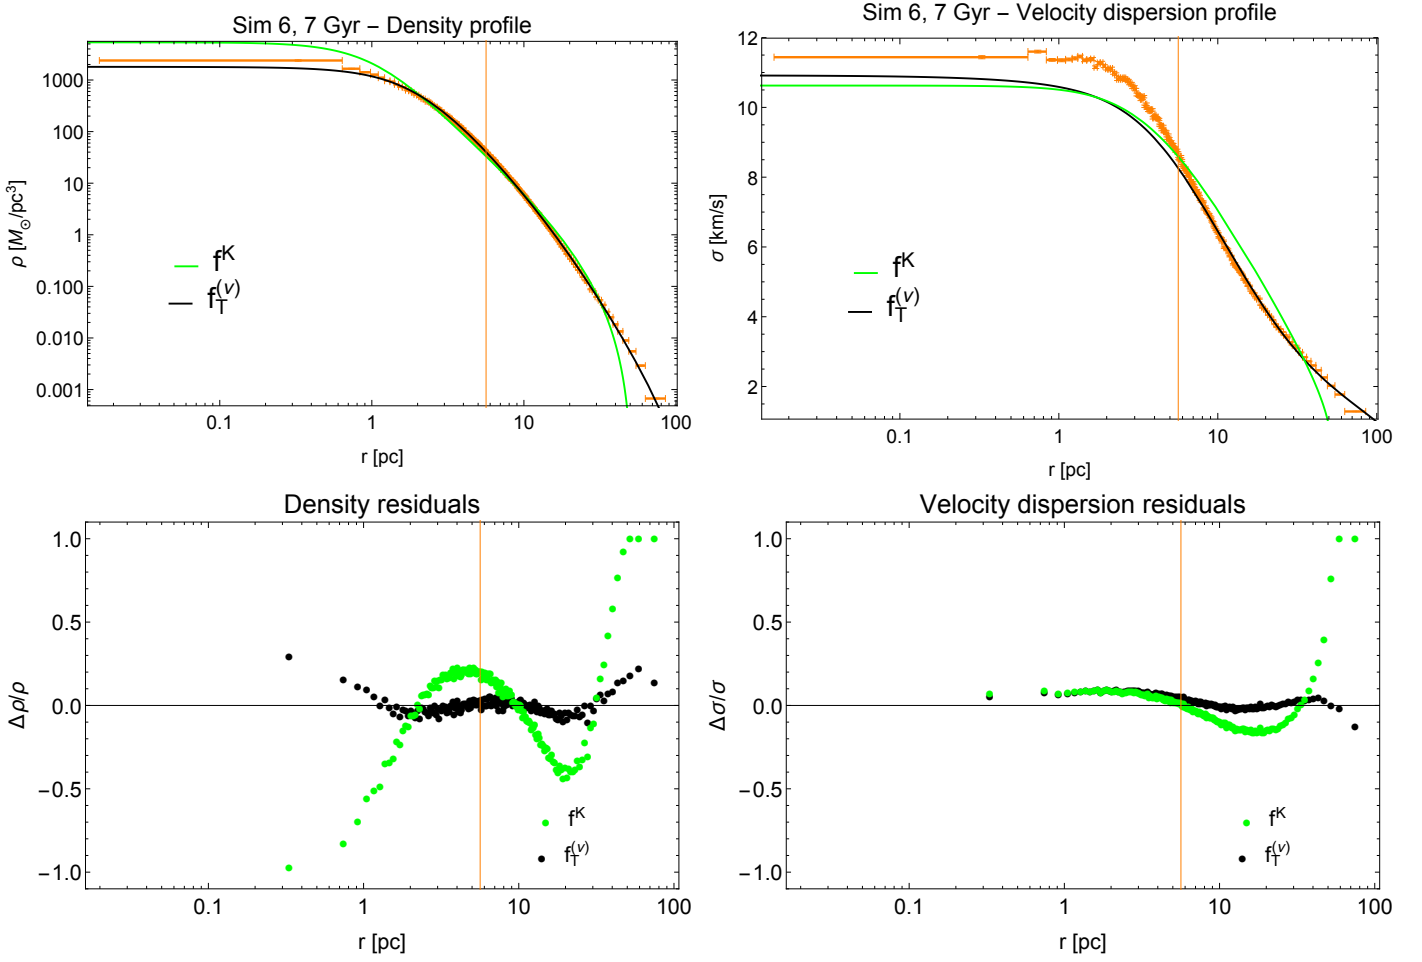 Sim 6, 7 Gyr – Density profile
1000
100
10
1
0.100
0.010
0.001
ρ [M⊙/pc³]
f^K
f_T^(ν)
0.1
1
10
100
r [pc]
Sim 6, 7 Gyr – Velocity dispersion profile
12
10
8
6
4
2
σ [km/s]
f^K
f_T^(ν)
0.1
1
10
100
r [pc]
Density residuals
1.0
0.5
0.0
−0.5
−1.0
Δρ/ρ
f^K
f_T^(ν)
0.1
1
10
100
r [pc]
Velocity dispersion residuals
1.0
0.5
0.0
−0.5
−1.0
Δσ/σ
f^K
f_T^(ν)
0.1
1
10
100
r [pc]